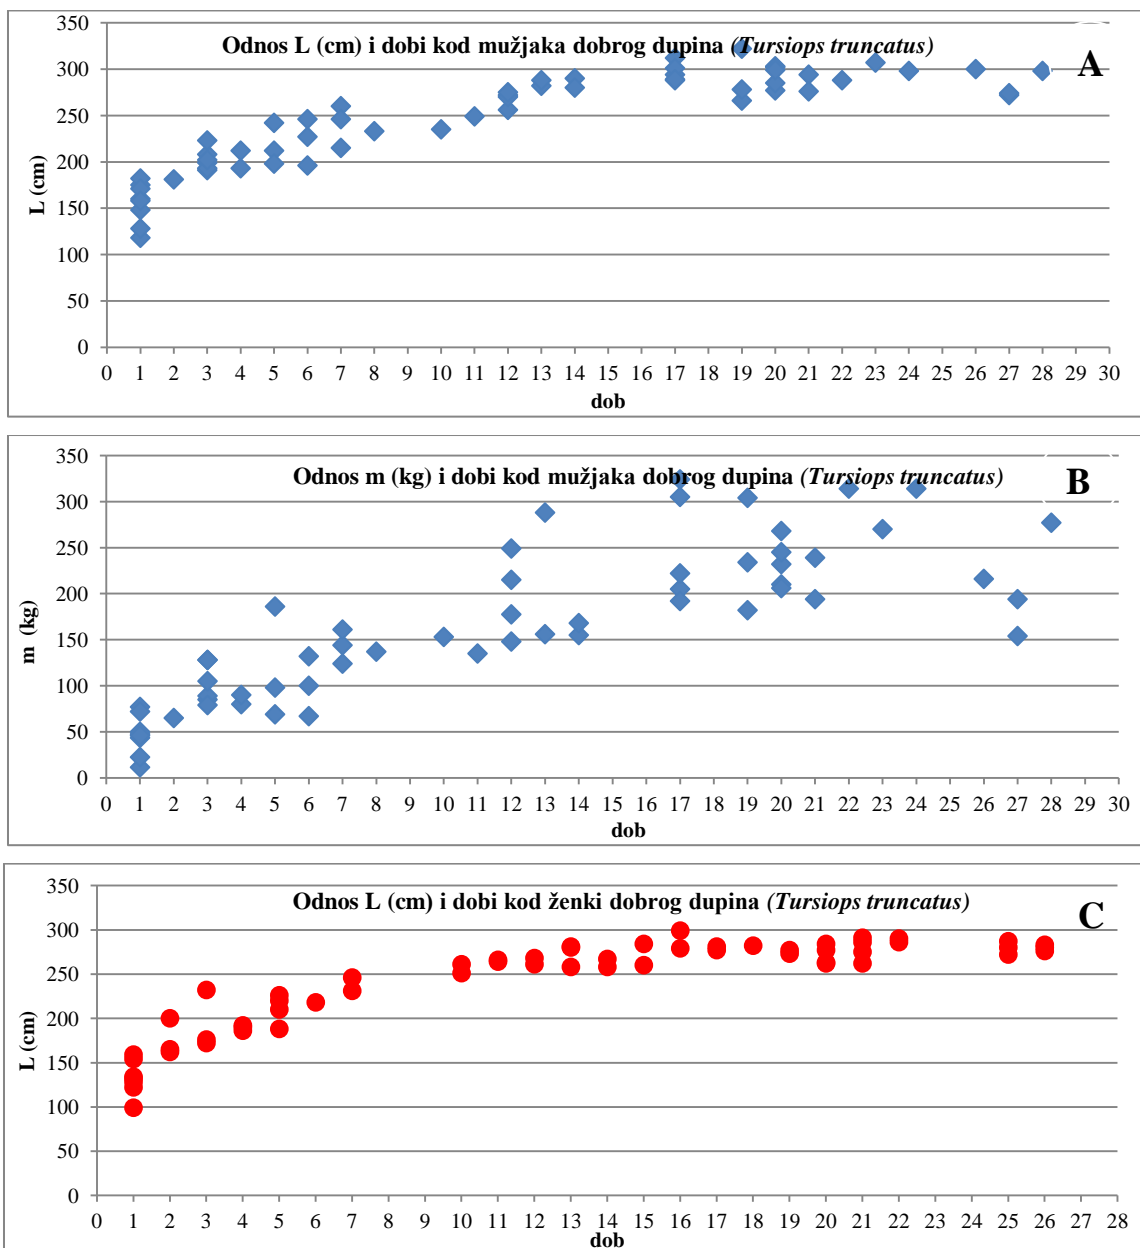 Odnos L (cm) i dobi kod mužjaka dobrog dupina (Tursiops truncatus)
A
L (cm)
350
300
250
200
150
100
50
0
0 1 2 3 4 5 6 7 8 9 10 11 12 13 14 15 16 17 18 19 20 21 22 23 24 25 26 27 28 29 30
dob
Odnos m (kg) i dobi kod mužjaka dobrog dupina (Tursiops truncatus)
B
m (kg)
350
300
250
200
150
100
50
0
0 1 2 3 4 5 6 7 8 9 10 11 12 13 14 15 16 17 18 19 20 21 22 23 24 25 26 27 28 29 30
dob
Odnos L (cm) i dobi kod ženki dobrog dupina (Tursiops truncatus)
C
L (cm)
350
300
250
200
150
100
50
0
0 1 2 3 4 5 6 7 8 9 10 11 12 13 14 15 16 17 18 19 20 21 22 23 24 25 26 27 28
dob